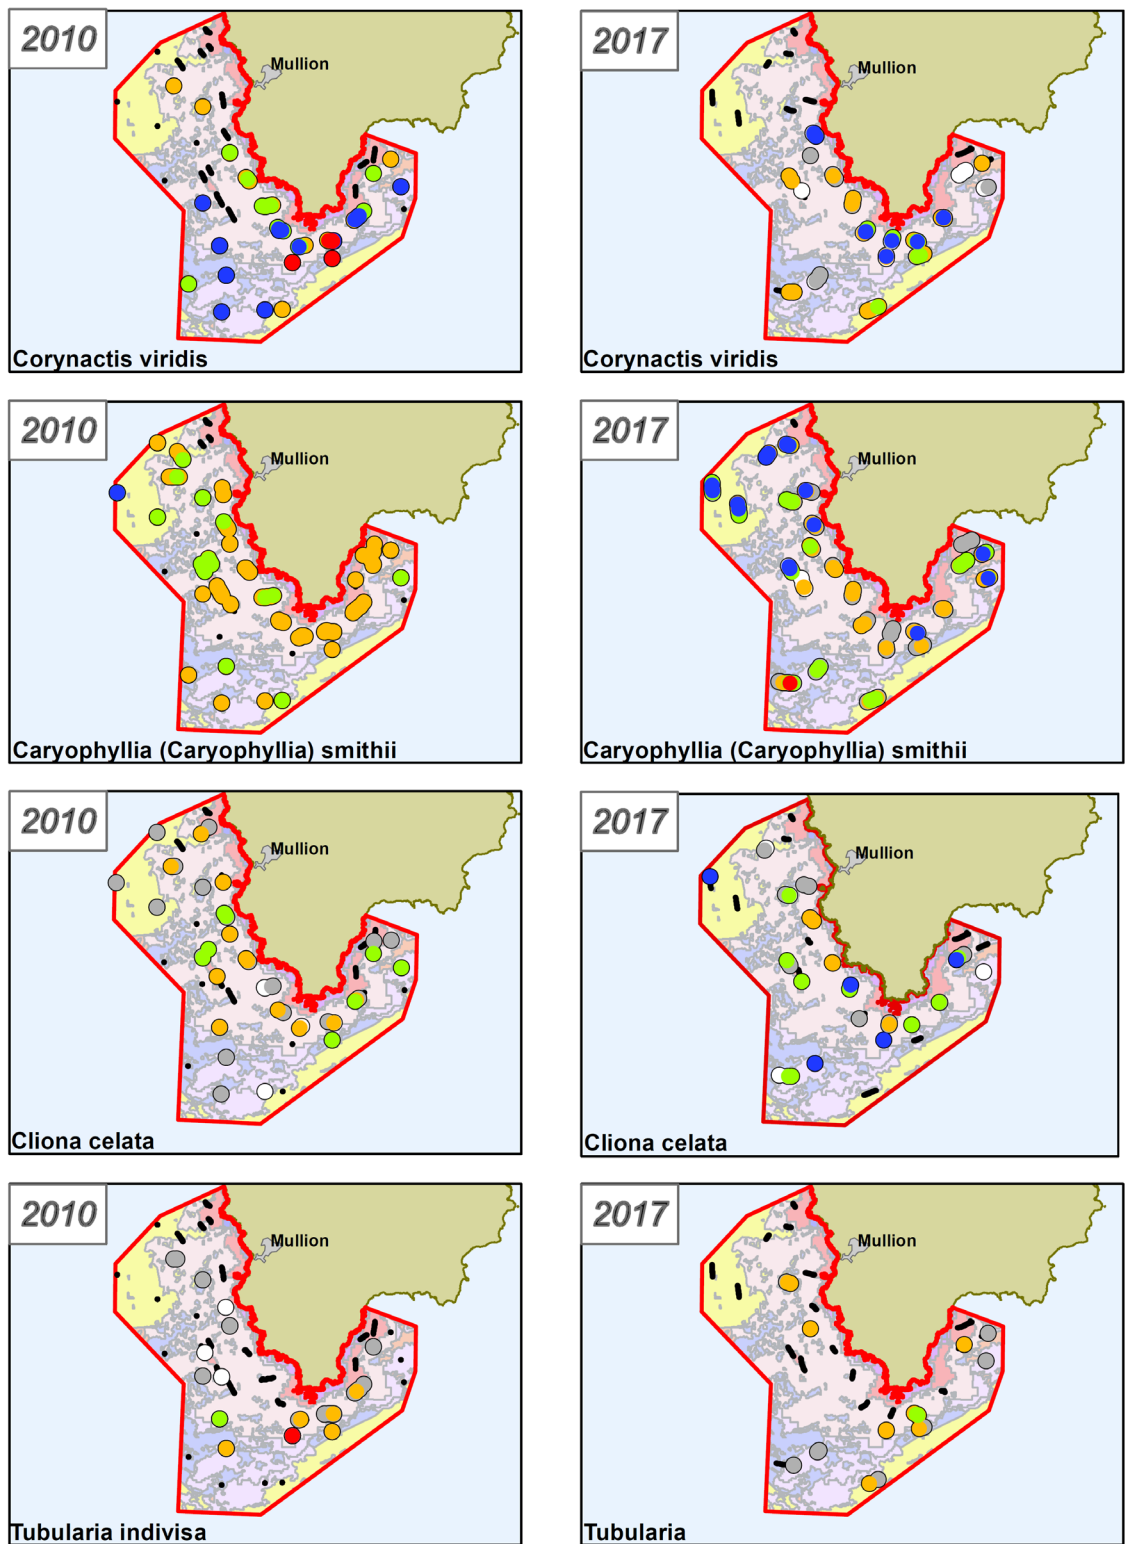 2010
Mullion
Corynactis viridis
2017
Mullion
Corynactis viridis
2010
Mullion
Caryophyllia (Caryophyllia) smithii
2017
Mullion
Caryophyllia (Caryophyllia) smithii
2010
Mullion
Cliona celata
2017
Mullion
Cliona celata
2010
Mullion
Tubularia indivisa
2017
Mullion
Tubularia